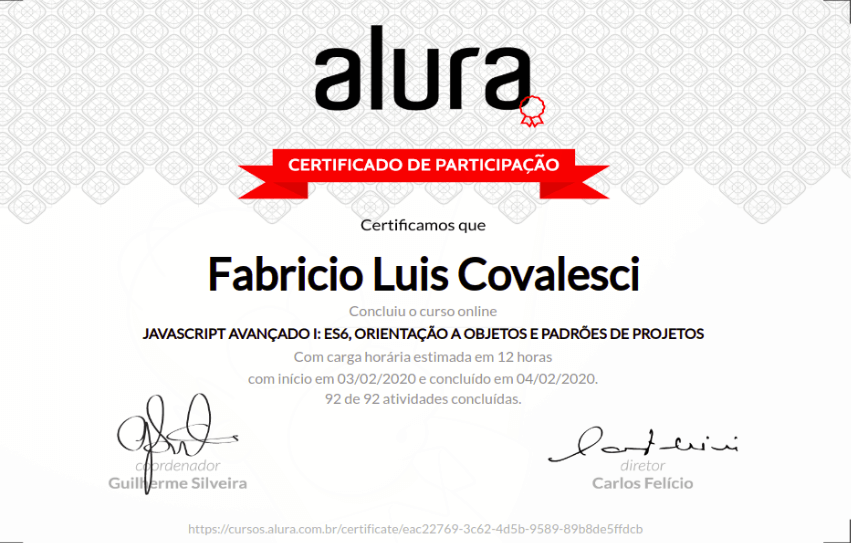 alura
CERTIFICADO DE PARTICIPAÇÃO
Certificamos que
Fabricio Luis Covalesci
Concluiu o curso online
JAVASCRIPT AVANÇADO I: ES6, ORIENTAÇÃO A OBJETOS E PADRÕES DE PROJETOS
Com carga horária estimada em 12 horas
com início em 03/02/2020 e concluído em 04/02/2020.
92 de 92 atividades concluídas.
coordenador
Guilherme Silveira
diretor
Carlos Felício
https://cursos.alura.com.br/certificate/eac22769-3c62-4d5b-9589-89b8de5ffdcb